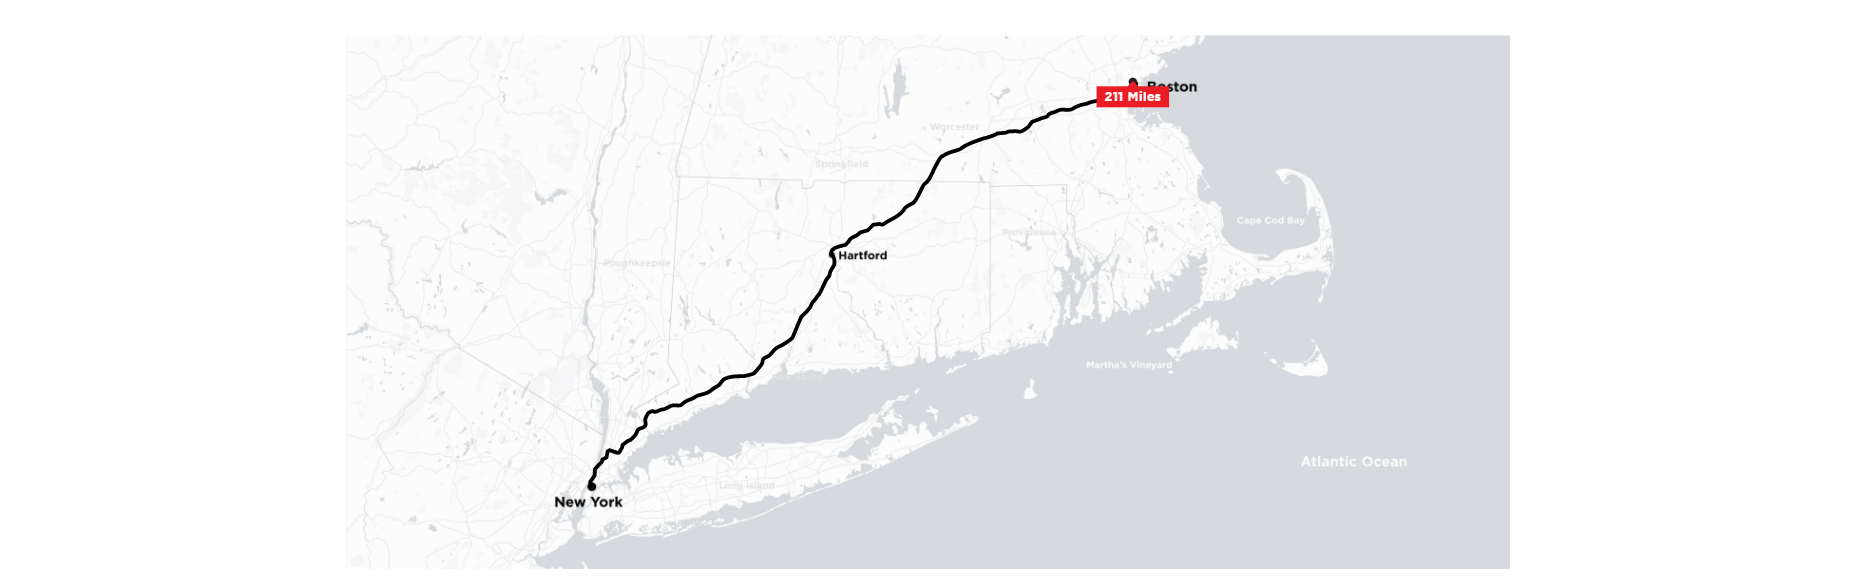 Boston
211 Miles
Worcester
Springfield
Cape Cod Bay
Providence
Hartford
Poughkeepsie
Martha's Vineyard
Atlantic Ocean
Long Island
New York